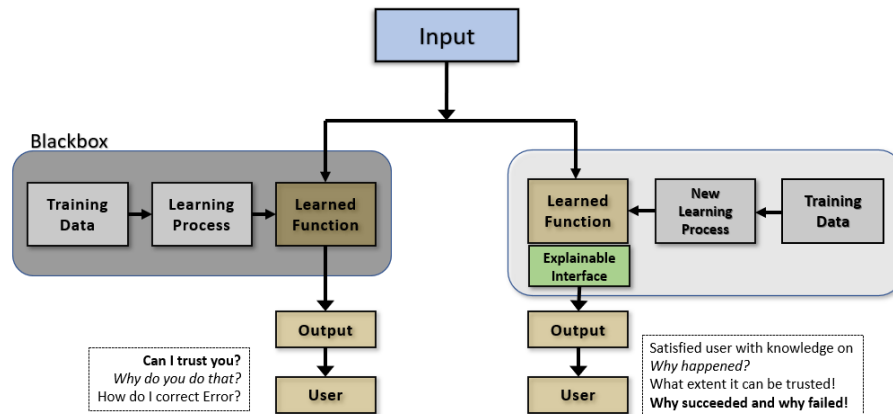 Input
Blackbox
Training
Data
Learning
Process
Learned
Function
Output
User
Can I trust you?
Why do you do that?
How do I correct Error?
Learned
Function
Explainable
Interface
New
Learning
Process
Training
Data
Output
User
Satisfied user with knowledge on
Why happened?
What extent it can be trusted!
Why succeeded and why failed!